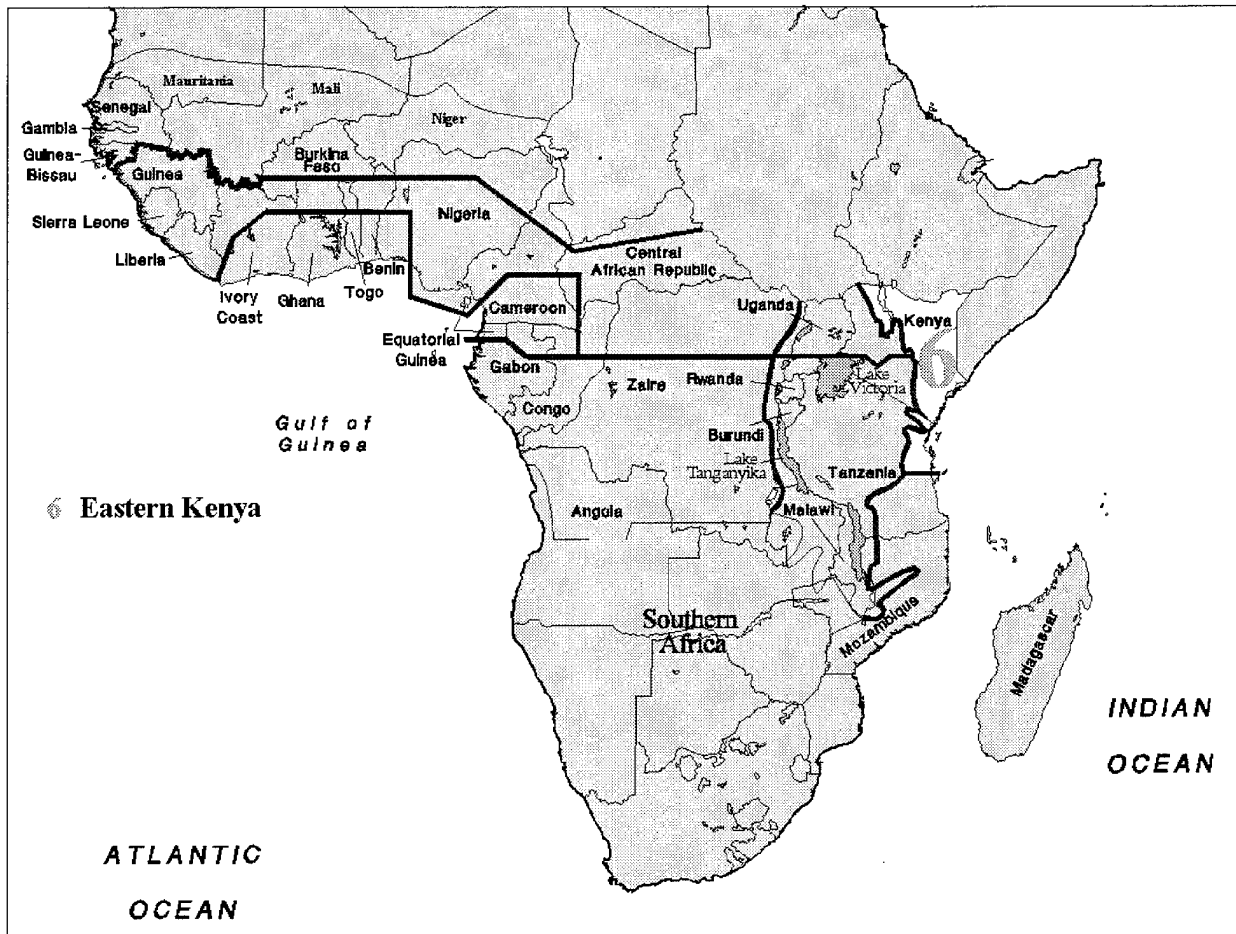 Mauritania
Mali
Niger
Senegal
Gambia
Guinea-
Bissau
Guinea
Burkina
Faso
Sierra Leone
Liberia
Ivory
Coast
Ghana
Togo
Benin
Nigeria
Central
African Republic
Cameroon
Equatorial
Guinea
Gabon
Congo
Zaire
Uganda
Kenya
6
Rwanda
Lake
Victoria
Burundi
Lake
Tanganyika
Tanzania
Gulf of
Guinea
6 Eastern Kenya
Angola
Malawi
Southern
Africa
Mozambique
Madagascar
INDIAN
OCEAN
ATLANTIC
OCEAN